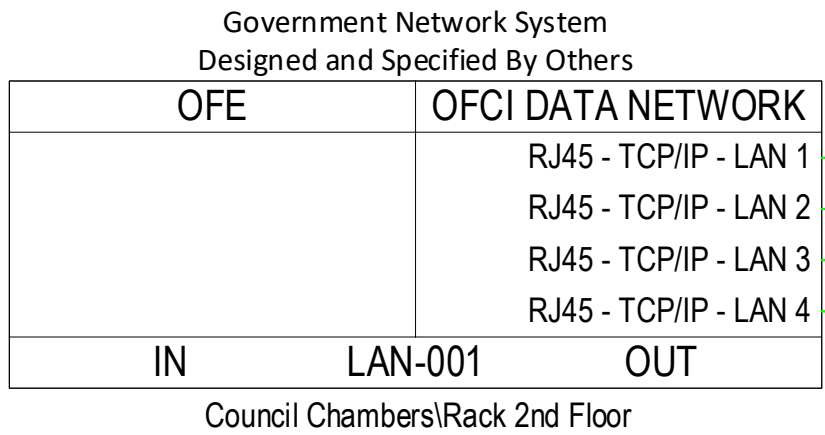 Government Network System
Designed and Specified By Others
OFE OFCI DATA NETWORK
RJ45 - TCP/IP - LAN 1
RJ45 - TCP/IP - LAN 2
RJ45 - TCP/IP - LAN 3
RJ45 - TCP/IP - LAN 4
IN LAN-001 OUT
Council Chambers\Rack 2nd Floor